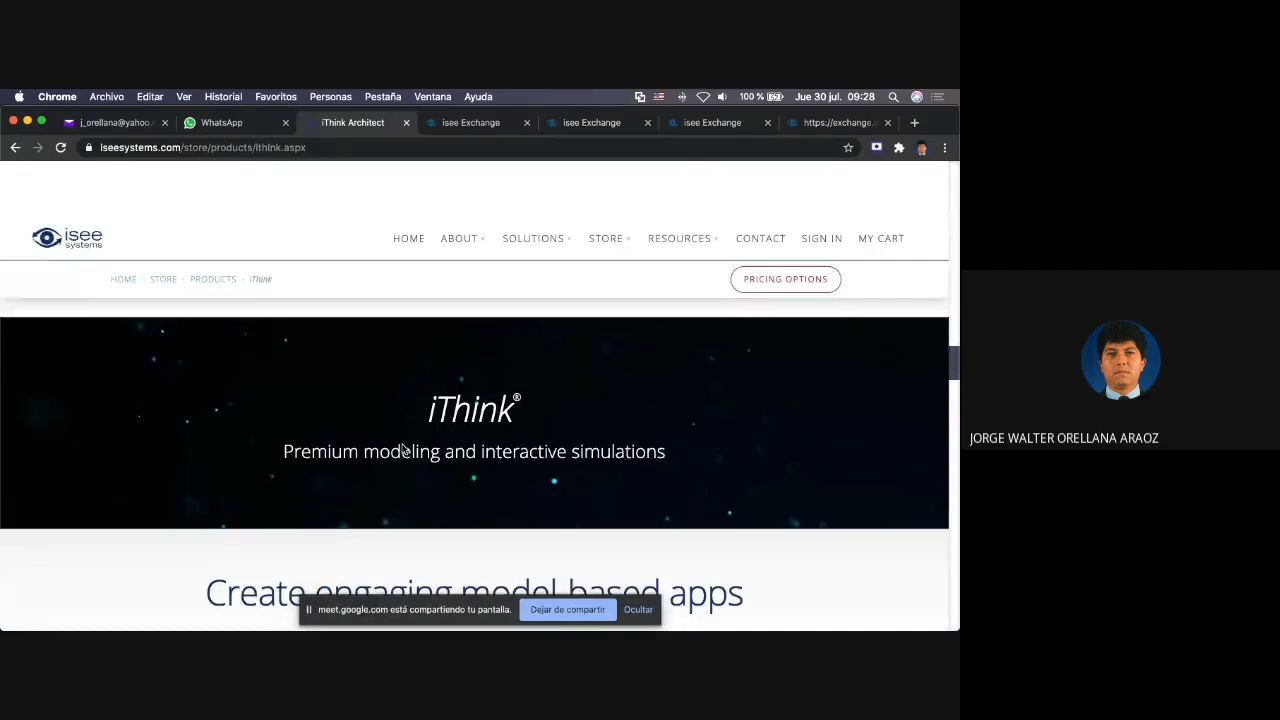 Chrome Archivo Editar Ver Historial Favoritos Personas Pestaña Ventana Ayuda 100 % Jue 30 jul. 09:28
j_orellana@yahoo. WhatsApp iThink Architect isee Exchange isee Exchange isee Exchange https://exchange.
iseesystems.com/store/products/ithink.aspx
isee systems
HOME ABOUT SOLUTIONS STORE RESOURCES CONTACT SIGN IN MY CART
HOME STORE PRODUCTS iThink PRICING OPTIONS
iThink®
Premium modeling and interactive simulations
Create engaging model-based apps
meet.google.com está compartiendo tu pantalla. Dejar de compartir Ocultar
JORGE WALTER ORELLANA ARAOZ